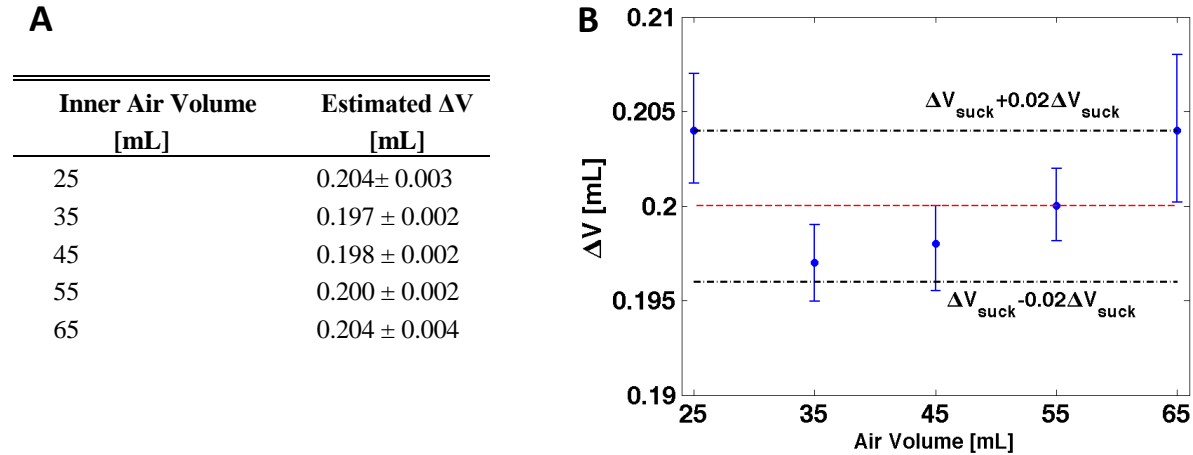 A
Inner Air Volume Estimated ΔV
[mL] [mL]
25 0.204± 0.003
35 0.197 ± 0.002
45 0.198 ± 0.002
55 0.200 ± 0.002
65 0.204 ± 0.004
B
0.21
0.205
0.2
0.195
0.19
ΔV [mL]
ΔVsuck+0.02ΔVsuck
ΔVsuck-0.02ΔVsuck
25 35 45 55 65
Air Volume [mL]